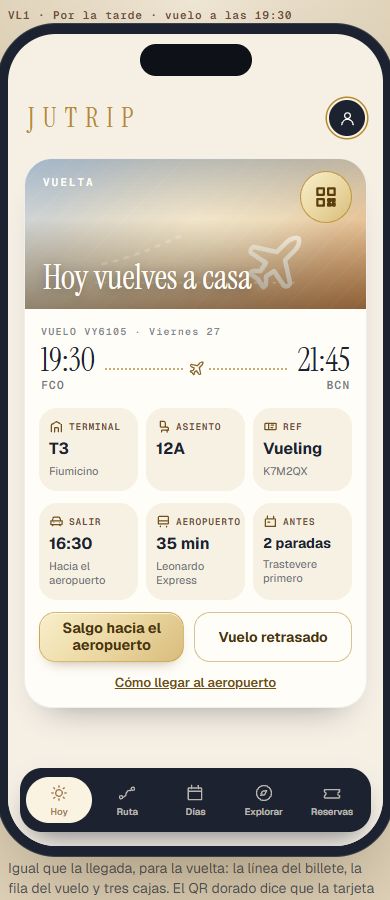 VL1 · Por la tarde · vuelo a las 19:30
JUTRIP
VUELTA
Hoy vuelves a casa
VUELO VY6105 · Viernes 27
19:30 21:45
FCO BCN
TERMINAL ASIENTO REF
T3 12A Vueling
Fiumicino K7M2QX
SALIR AEROPUERTO ANTES
16:30 35 min 2 paradas
Hacia el aeropuerto Leonardo Express Trastevere primero
Salgo hacia el aeropuerto Vuelo retrasado
Cómo llegar al aeropuerto
Hoy Ruta Días Explorar Reservas
Igual que la llegada, para la vuelta: la línea del billete, la
fila del vuelo y tres cajas. El QR dorado dice que la tarjeta